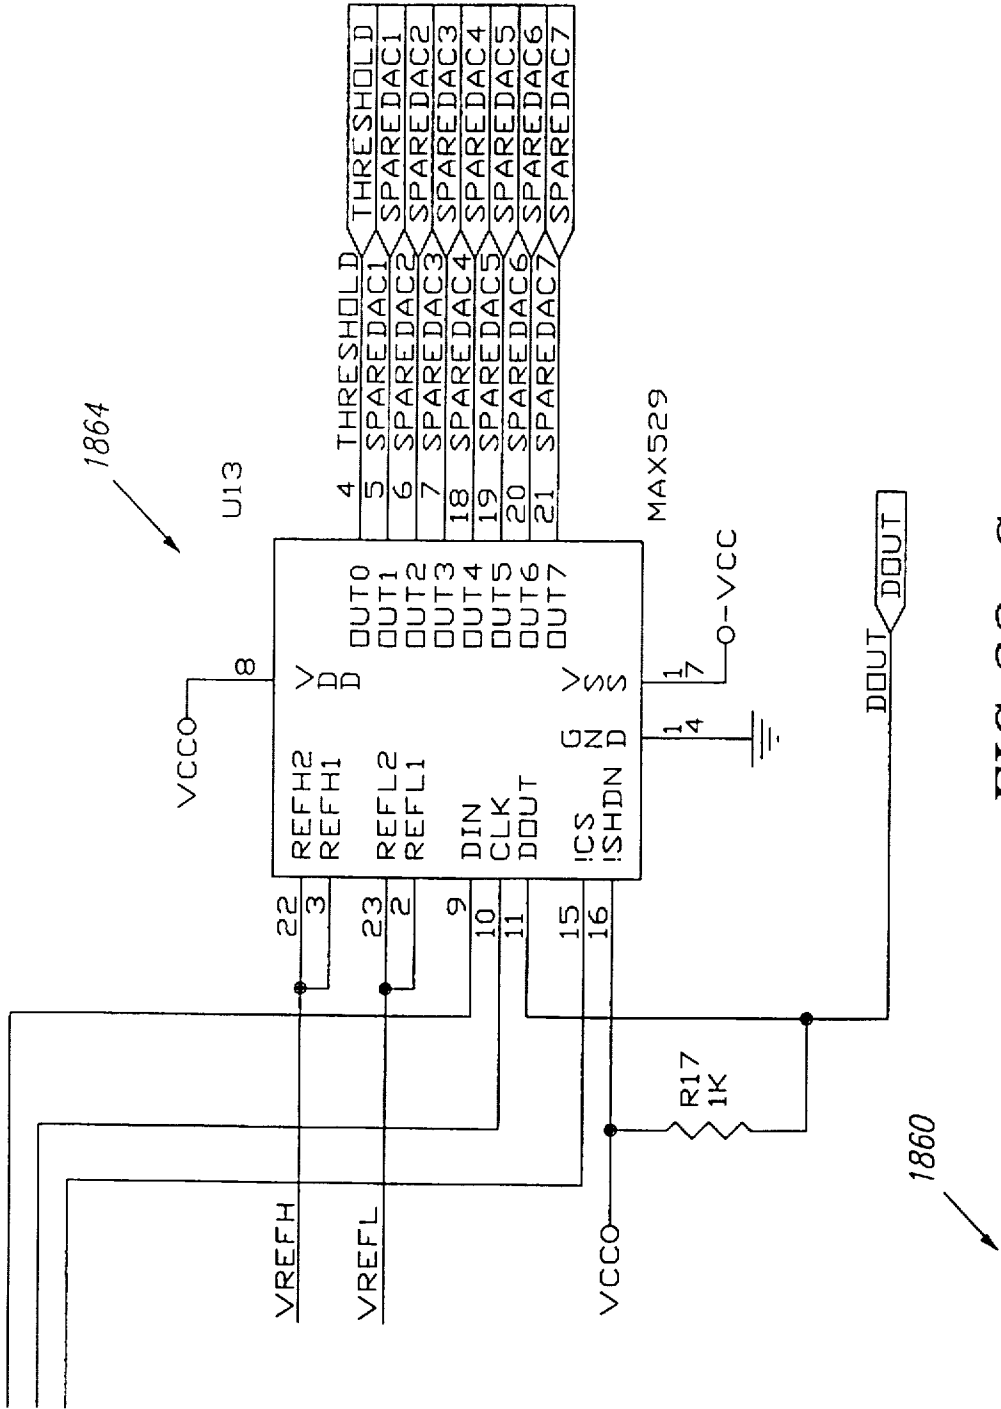 1864
U13
VCC
8
VDD
22 REFH2
3 REFH1
23 REFL2
2 REFL1
9 DIN
10 CLK
11 DOUT
15 !CS
16 !SHDN
GND
14
VSS
17
-VCC
MAX529
OUT0 4 THRESHOLD THRESHOLD
OUT1 5 SPAREDAC1 SPAREDAC1
OUT2 6 SPAREDAC2 SPAREDAC2
OUT3 7 SPAREDAC3 SPAREDAC3
OUT4 18 SPAREDAC4 SPAREDAC4
OUT5 19 SPAREDAC5 SPAREDAC5
OUT6 20 SPAREDAC6 SPAREDAC6
OUT7 21 SPAREDAC7 SPAREDAC7
VREFH
VREFL
VCC
R17
1K
DOUT DOUT
1860